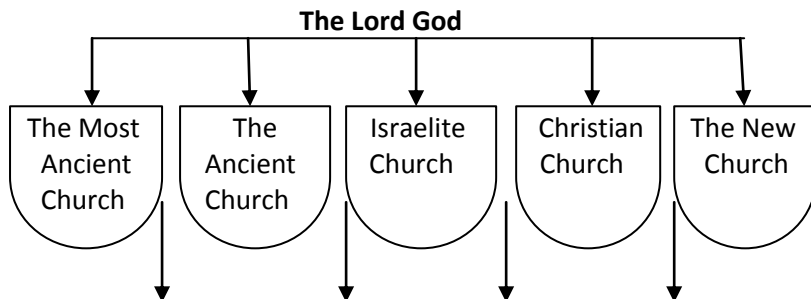 The Lord God
The Most
Ancient
Church
The
Ancient
Church
Israelite
Church
Christian
Church
The New
Church